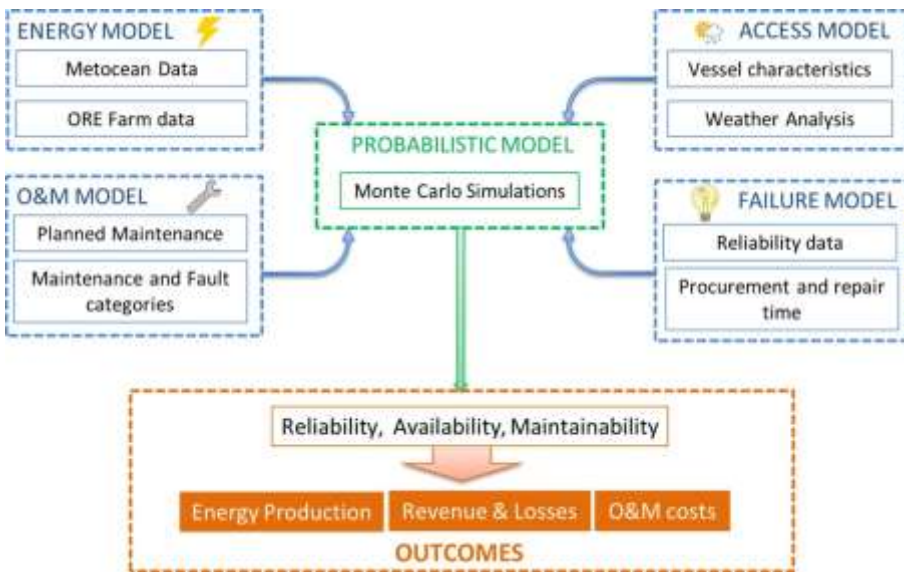 ENERGY MODEL
Metocean Data
ORE Farm data
ACCESS MODEL
Vessel characteristics
Weather Analysis
PROBABILISTIC MODEL
Monte Carlo Simulations
O&M MODEL
Planned Maintenance
Maintenance and Fault
categories
FAILURE MODEL
Reliability data
Procurement and repair
time
Reliability, Availability, Maintainability
Energy Production
Revenue & Losses
O&M costs
OUTCOMES